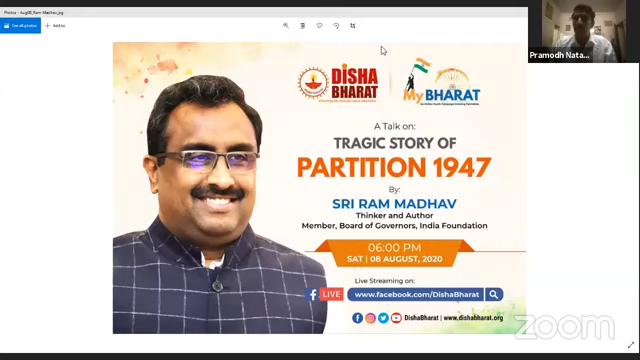 Photos - Aug08_Ram-Madhav.jpg
See all photos
Add to
Pramodh Nata...
DISHA
BHARAT
My BHARAT
A Talk on:
TRAGIC STORY OF
PARTITION 1947
By:
SRI RAM MADHAV
Thinker and Author
Member, Board of Governors, India Foundation
06:00 PM
SAT | 08 AUGUST, 2020
Live Streaming on:
LIVE
www.facebook.com/DishaBharat
DishaBharat | www.dishabharat.org
zoom